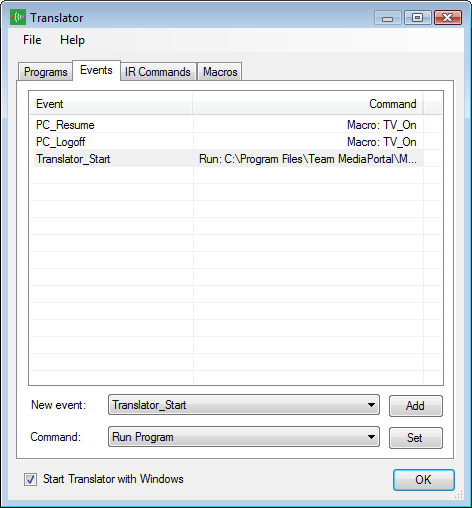 Translator
File Help
Programs Events IR Commands Macros
Event Command
PC_Resume Macro: TV_On
PC_Logoff Macro: TV_On
Translator_Start Run: C:\Program Files\Team MediaPortal\M...
New event: Translator_Start Add
Command: Run Program Set
Start Translator with Windows OK